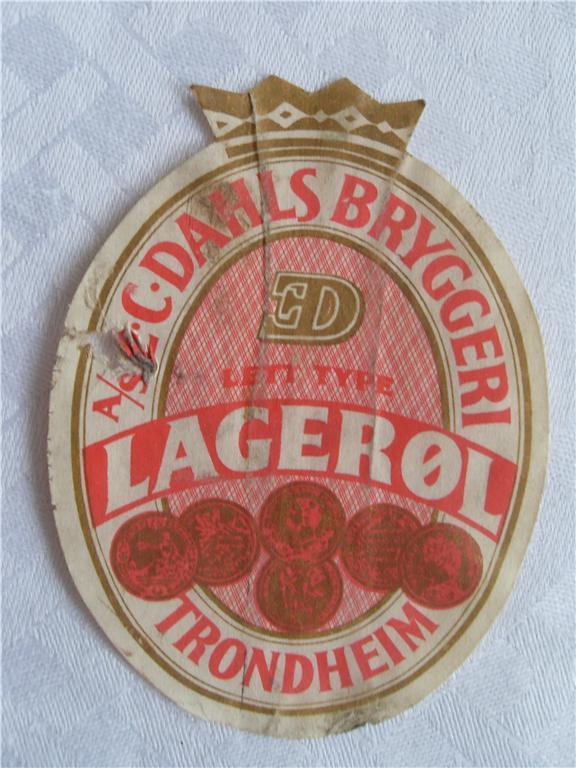 A/S E.C. DAHLS BRYGGERI
ED
LETT TYPE
LAGERØL
TRONDHEIM